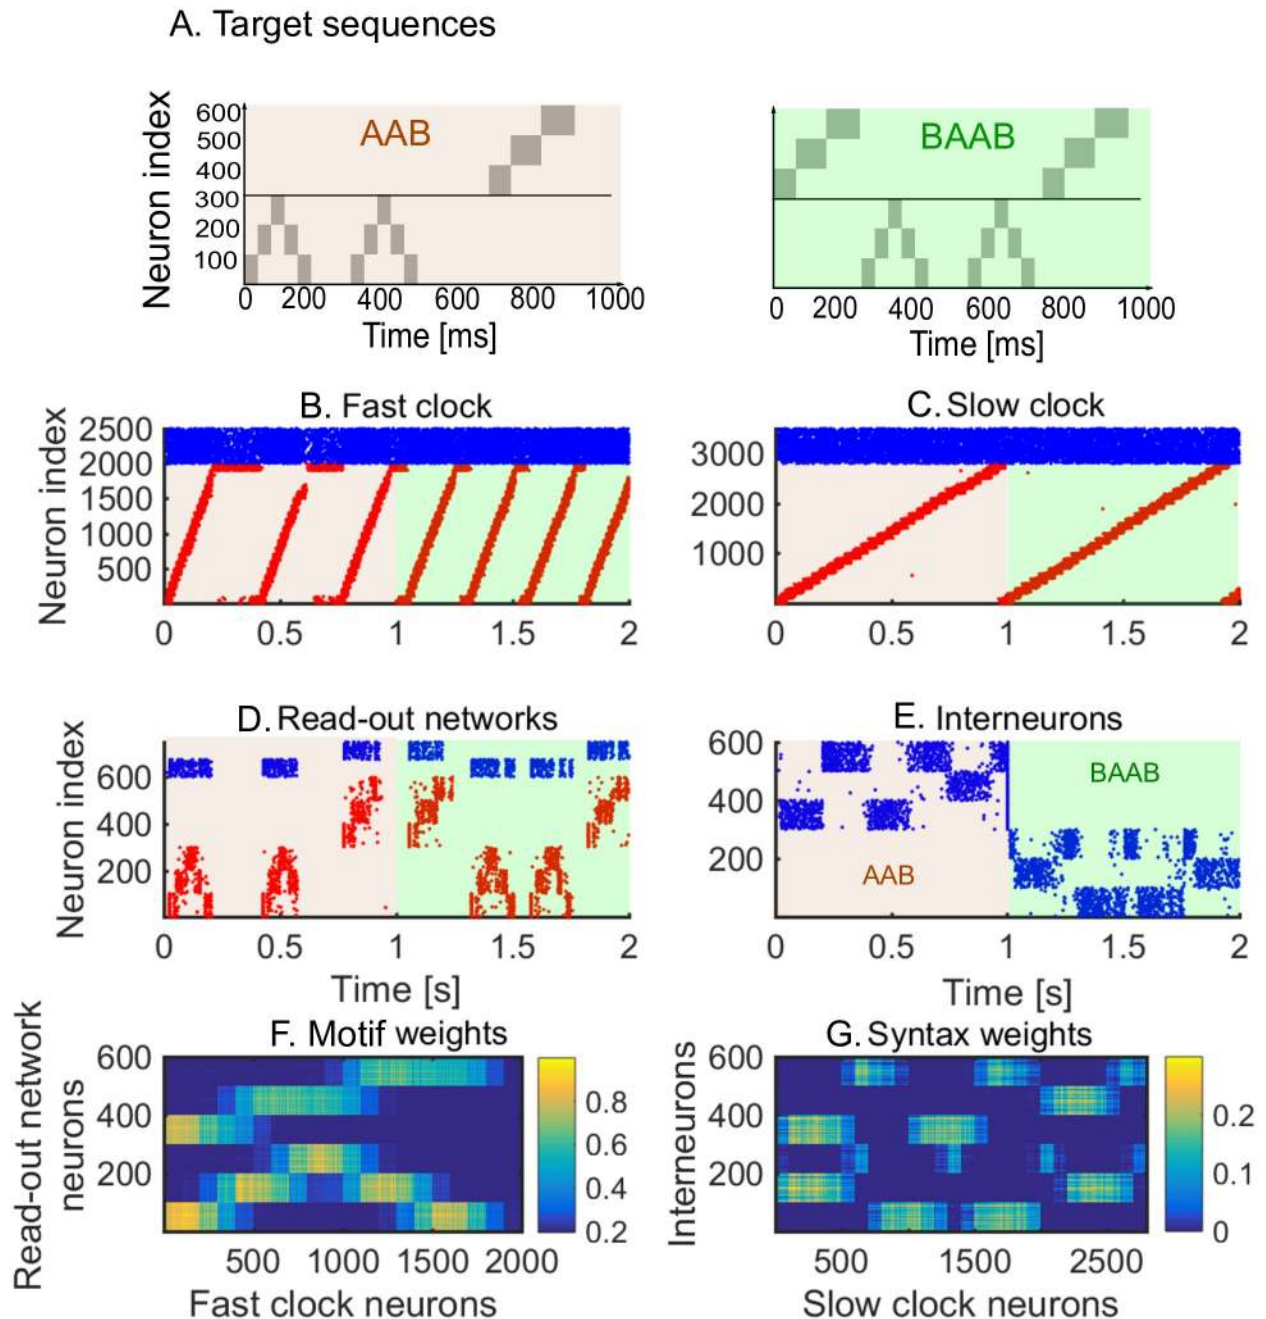 A. Target sequences
Neuron index
600
500
400
300
200
100
AAB
0 200 400 600 800 1000
Time [ms]
BAAB
0 200 400 600 800 1000
Time [ms]
B. Fast clock
Neuron index
2500
2000
1500
1000
500
0 0.5 1 1.5 2
C. Slow clock
3000
2000
1000
0 0.5 1 1.5 2
D. Read-out networks
Neuron index
600
400
200
0 0.5 1 1.5 2
Time [s]
E. Interneurons
600
400
200
BAAB
AAB
0 0.5 1 1.5 2
Time [s]
F. Motif weights
Read-out network
neurons
600
400
200
500 1000 1500 2000
Fast clock neurons
0.8
0.6
0.4
0.2
G. Syntax weights
Interneurons
600
400
200
500 1500 2500
Slow clock neurons
0.2
0.1
0